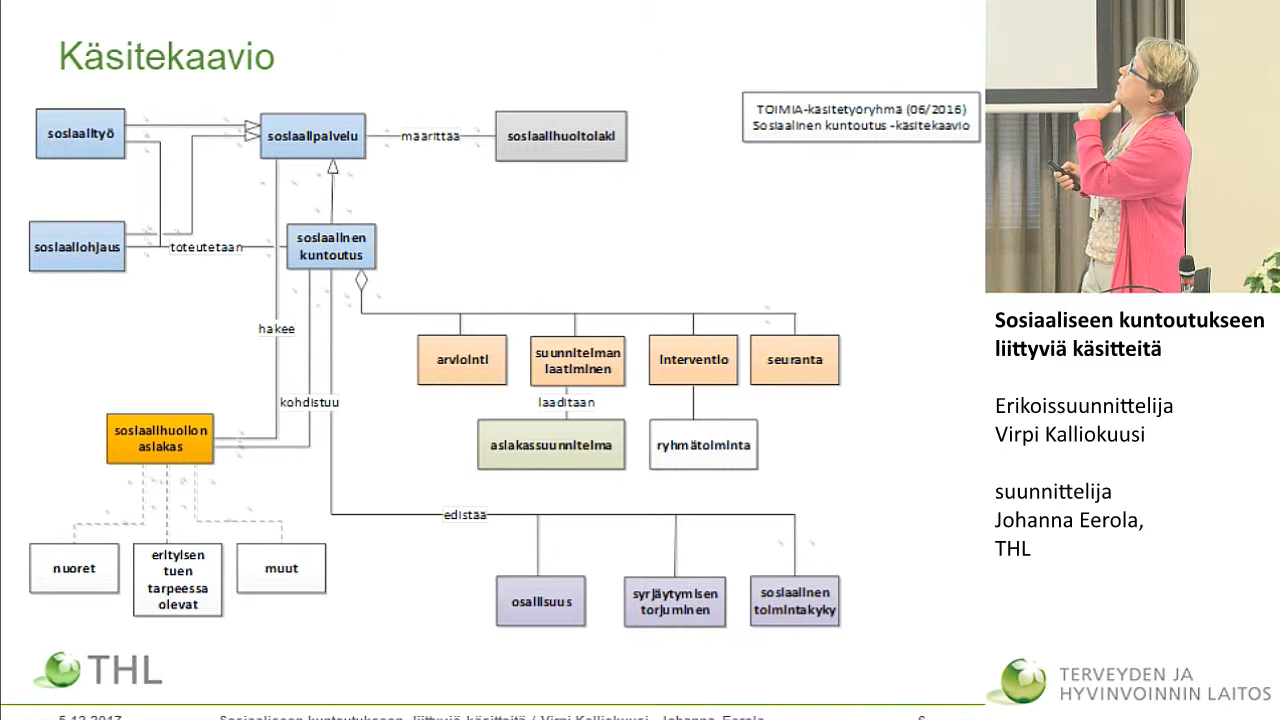 Käsitekaavio
sosiaalityö
sosiaalipalvelu
määrittää
sosiaalihuoltolaki
TOIMIA-käsitetyöryhmä (06/2016)
Sosiaalinen kuntoutus -käsitekaavio
sosiaaliohjaus
toteutetaan
sosiaalinen
kuntoutus
hakee
arviointi
suunnitelman
laatiminen
interventio
seuranta
kohdistuu
laaditaan
sosiaalihuollon
asiakas
asiakassuunnitelma
ryhmätoiminta
edistää
nuoret
erityisen
tuen
tarpeessa
olevat
muut
osallisuus
syrjäytymisen
torjuminen
sosiaalinen
toimintakyky
THL
5.12.2017
Sosiaaliseen kuntoutukseen liittyviä käsitteitä / Virpi Kalliokuusi, Johanna Eerola
6
Sosiaaliseen kuntoutukseen
liittyviä käsitteitä
Erikoissuunnittelija
Virpi Kalliokuusi
suunnittelija
Johanna Eerola,
THL
TERVEYDEN JA
HYVINVOINNIN LAITOS